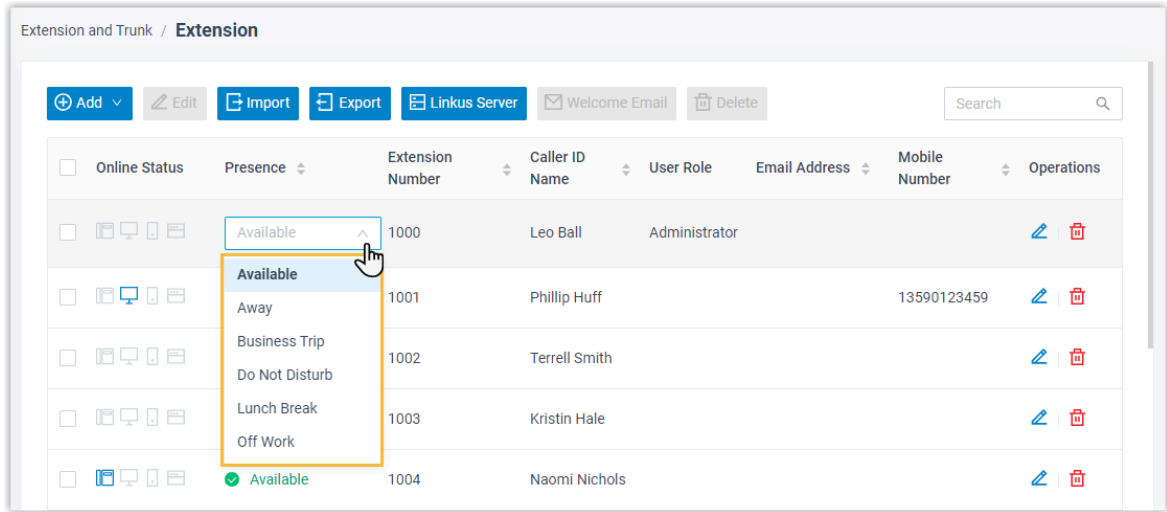 Extension and Trunk / Extension
Add Edit Import Export Linkus Server Welcome Email Delete Search
Online Status Presence Extension Number Caller ID Name User Role Email Address Mobile Number Operations
Available 1000 Leo Ball Administrator
Available
Away
Business Trip
Do Not Disturb
Lunch Break
Off Work
1001 Phillip Huff 13590123459
1002 Terrell Smith
1003 Kristin Hale
Available 1004 Naomi Nichols